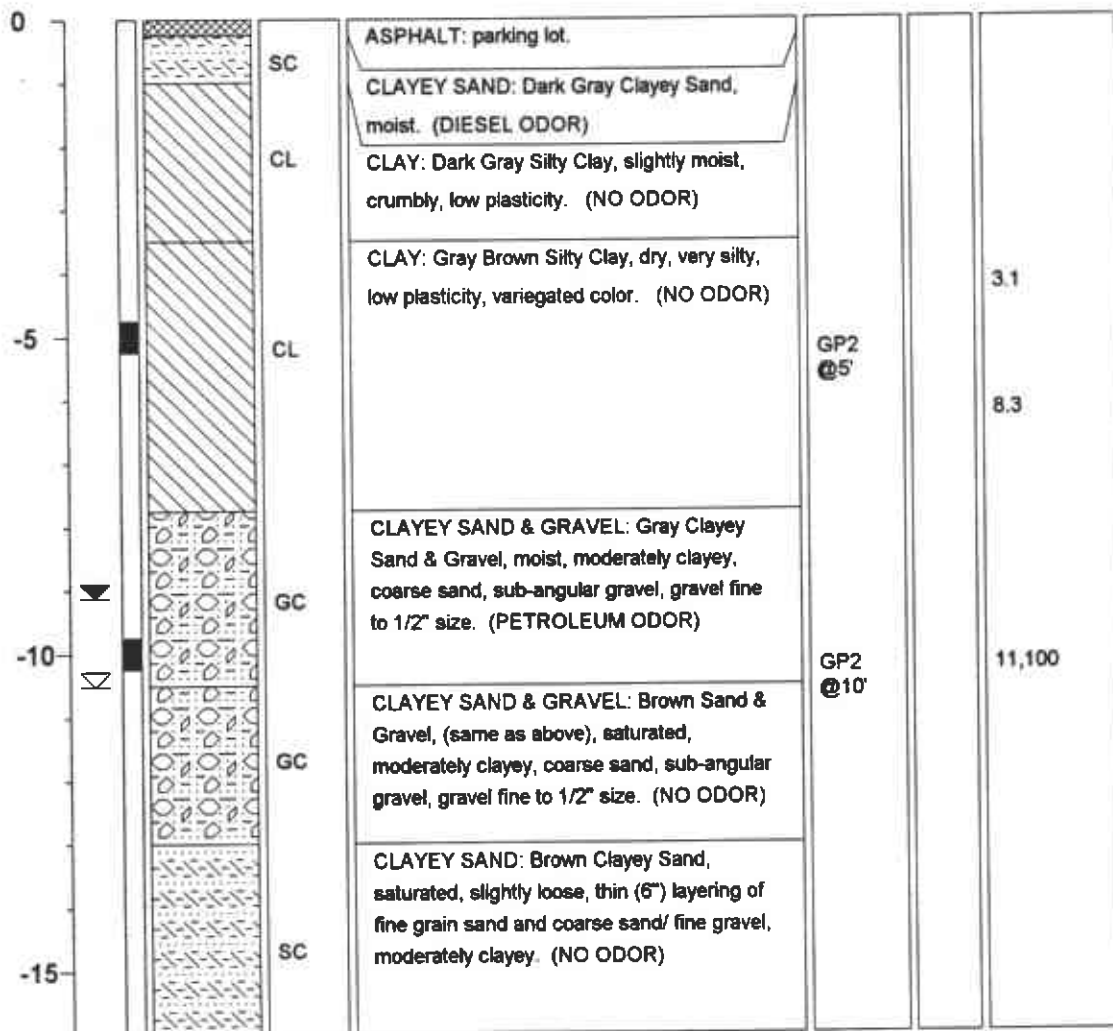 0
ASPHALT: parking lot.
SC
CLAYEY SAND: Dark Gray Clayey Sand,
moist. (DIESEL ODOR)
CL
CLAY: Dark Gray Silty Clay, slightly moist,
crumbly, low plasticity. (NO ODOR)
CLAY: Gray Brown Silty Clay, dry, very silty,
low plasticity, variegated color. (NO ODOR)
3.1
-5
CL
GP2
@5'
8.3
CLAYEY SAND & GRAVEL: Gray Clayey
Sand & Gravel, moist, moderately clayey,
coarse sand, sub-angular gravel, gravel fine
to 1/2" size. (PETROLEUM ODOR)
GC
-10
GP2
@10'
11,100
CLAYEY SAND & GRAVEL: Brown Sand &
Gravel, (same as above), saturated,
moderately clayey, coarse sand, sub-angular
gravel, gravel fine to 1/2" size. (NO ODOR)
GC
CLAYEY SAND: Brown Clayey Sand,
saturated, slightly loose, thin (6") layering of
fine grain sand and coarse sand/ fine gravel,
moderately clayey. (NO ODOR)
SC
-15